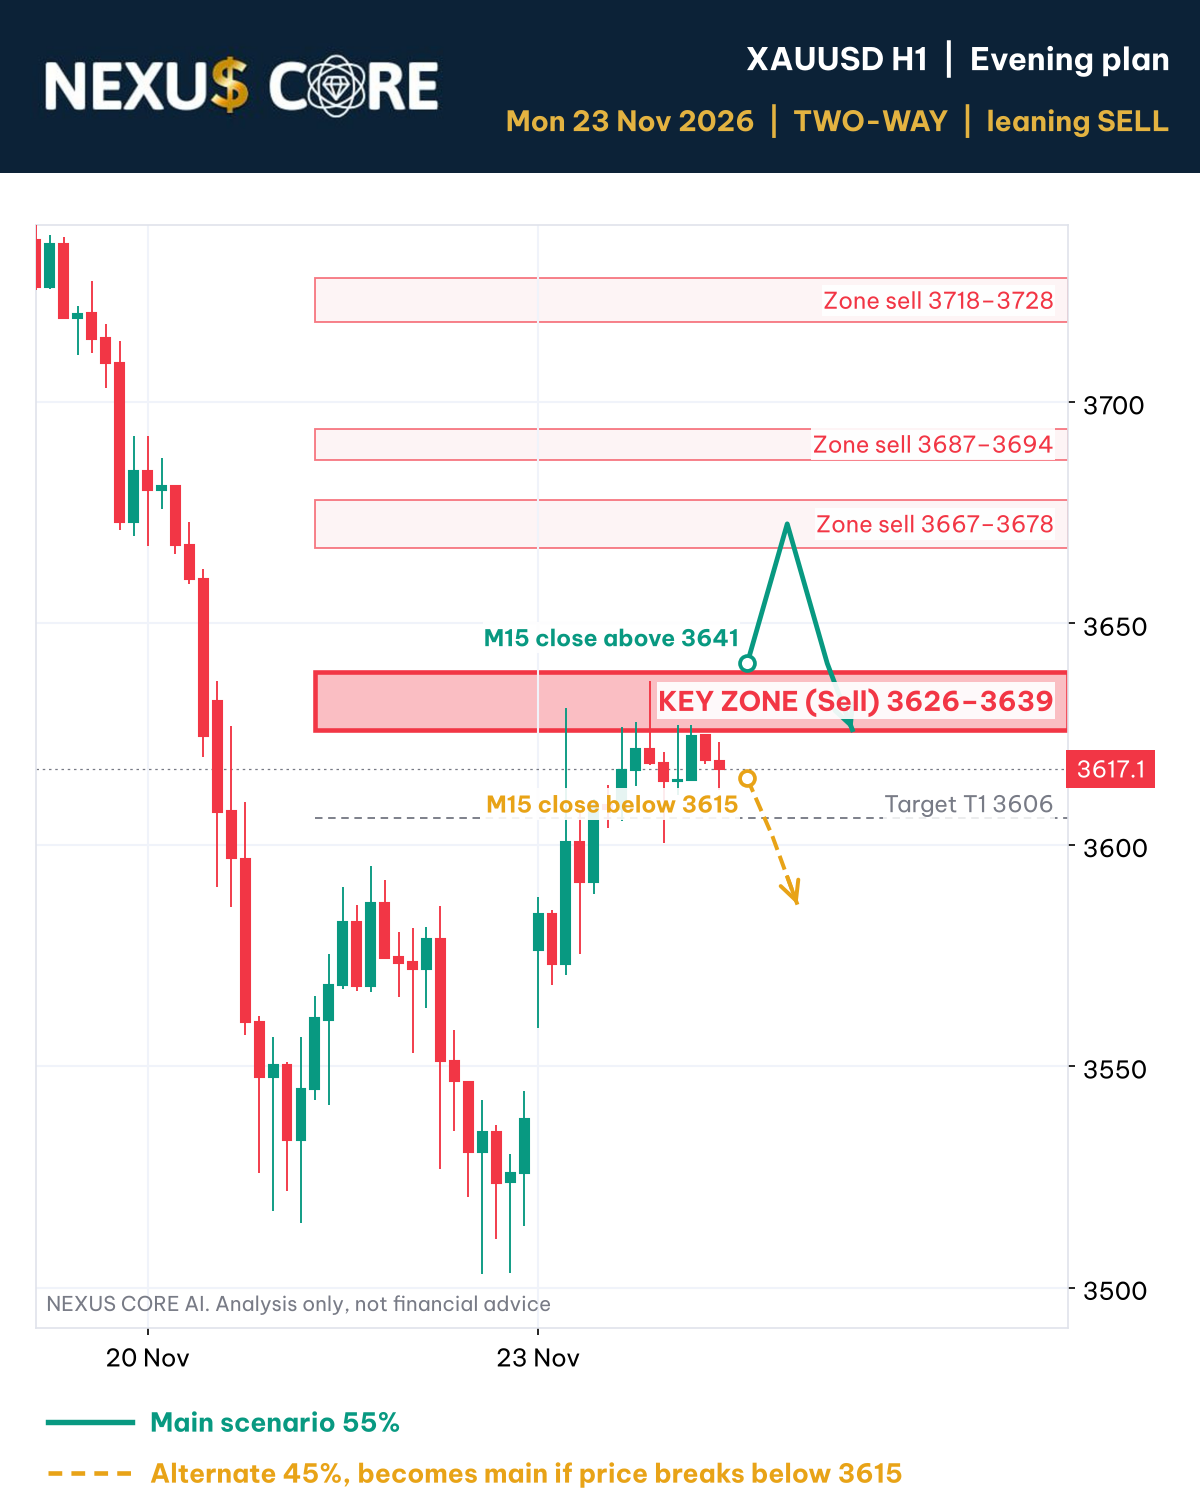 NEXU$ CORE
XAUUSD H1 | Evening plan
Mon 23 Nov 2026 | TWO-WAY | leaning SELL
Zone sell 3718–3728
3700
Zone sell 3687–3694
Zone sell 3667–3678
M15 close above 3641
3650
KEY ZONE (Sell) 3626–3639
3617.1
M15 close below 3615
Target T1 3606
3600
3550
3500
NEXUS CORE AI. Analysis only, not financial advice
20 Nov
23 Nov
Main scenario 55%
Alternate 45%, becomes main if price breaks below 3615